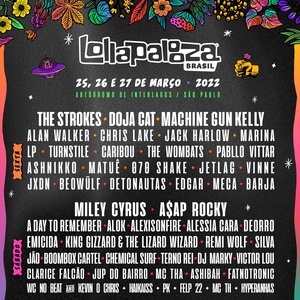 Lollapalooza
BRASIL
25, 26 E 27 DE MARÇO • 2022
AUTÓDROMO DE INTERLAGOS / SÃO PAULO
SEXTA
THE STROKES • DOJA CAT • MACHINE GUN KELLY
ALAN WALKER • CHRIS LAKE • JACK HARLOW • MARINA
LP • TURNSTILE • CARIBOU • THE WOMBATS • PABLLO VITTAR
ASHNIKKO • MATUÊ • 070 SHAKE • JETLAG • VINNE
JXDN • BEOWÜLF • DETONAUTAS • EDGAR • MECA • BARJA
SÁBADO
MILEY CYRUS • A$AP ROCKY
A DAY TO REMEMBER • ALOK • ALEXISONFIRE • ALESSIA CARA • DEORRO
EMICIDA • KING GIZZARD & THE LIZARD WIZARD • REMI WOLF • SILVA
JÃO • BOOMBOX CARTEL • CHEMICAL SURF • TERNO REI • DJ MARKY • VICTOR LOU
CLARICE FALCÃO • JUP DO BAIRRO • MC THA • ASHIBAH • FATNOTRONIC
WC NO BEAT AND KEVIN O CHRIS • HAIKAISS • PK • FELP 22 • MC TH • HYPERANHAS